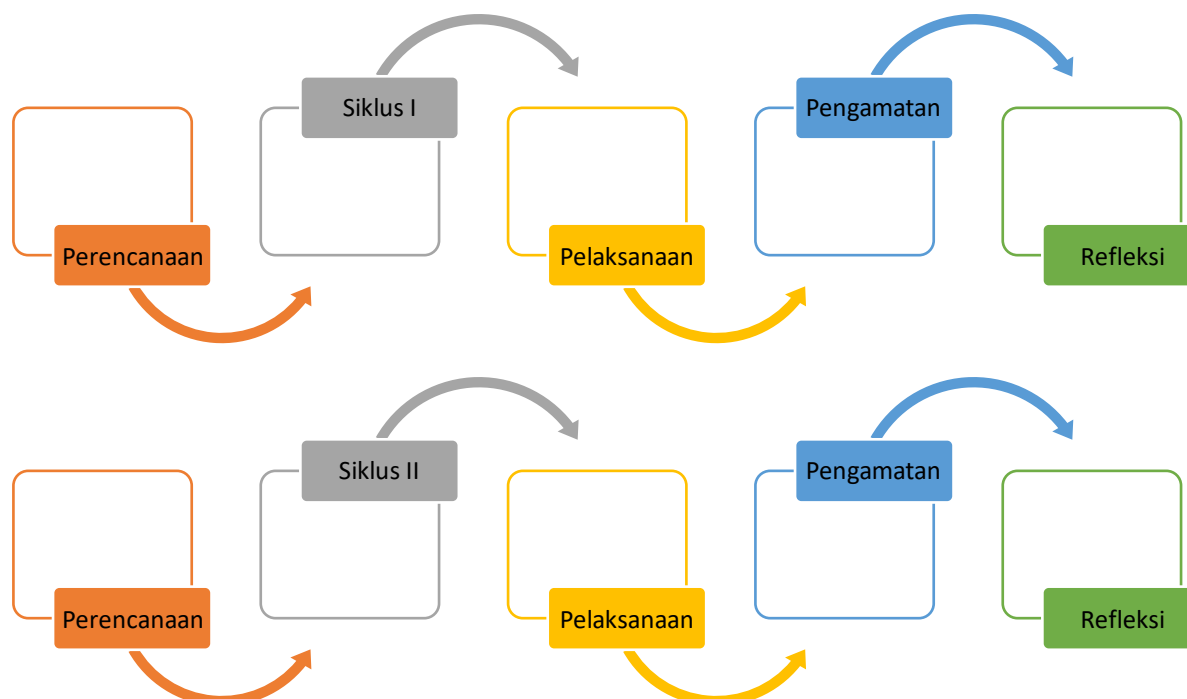 Siklus I
Pengamatan
Perencanaan
Pelaksanaan
Refleksi
Siklus II
Pengamatan
Perencanaan
Pelaksanaan
Refleksi